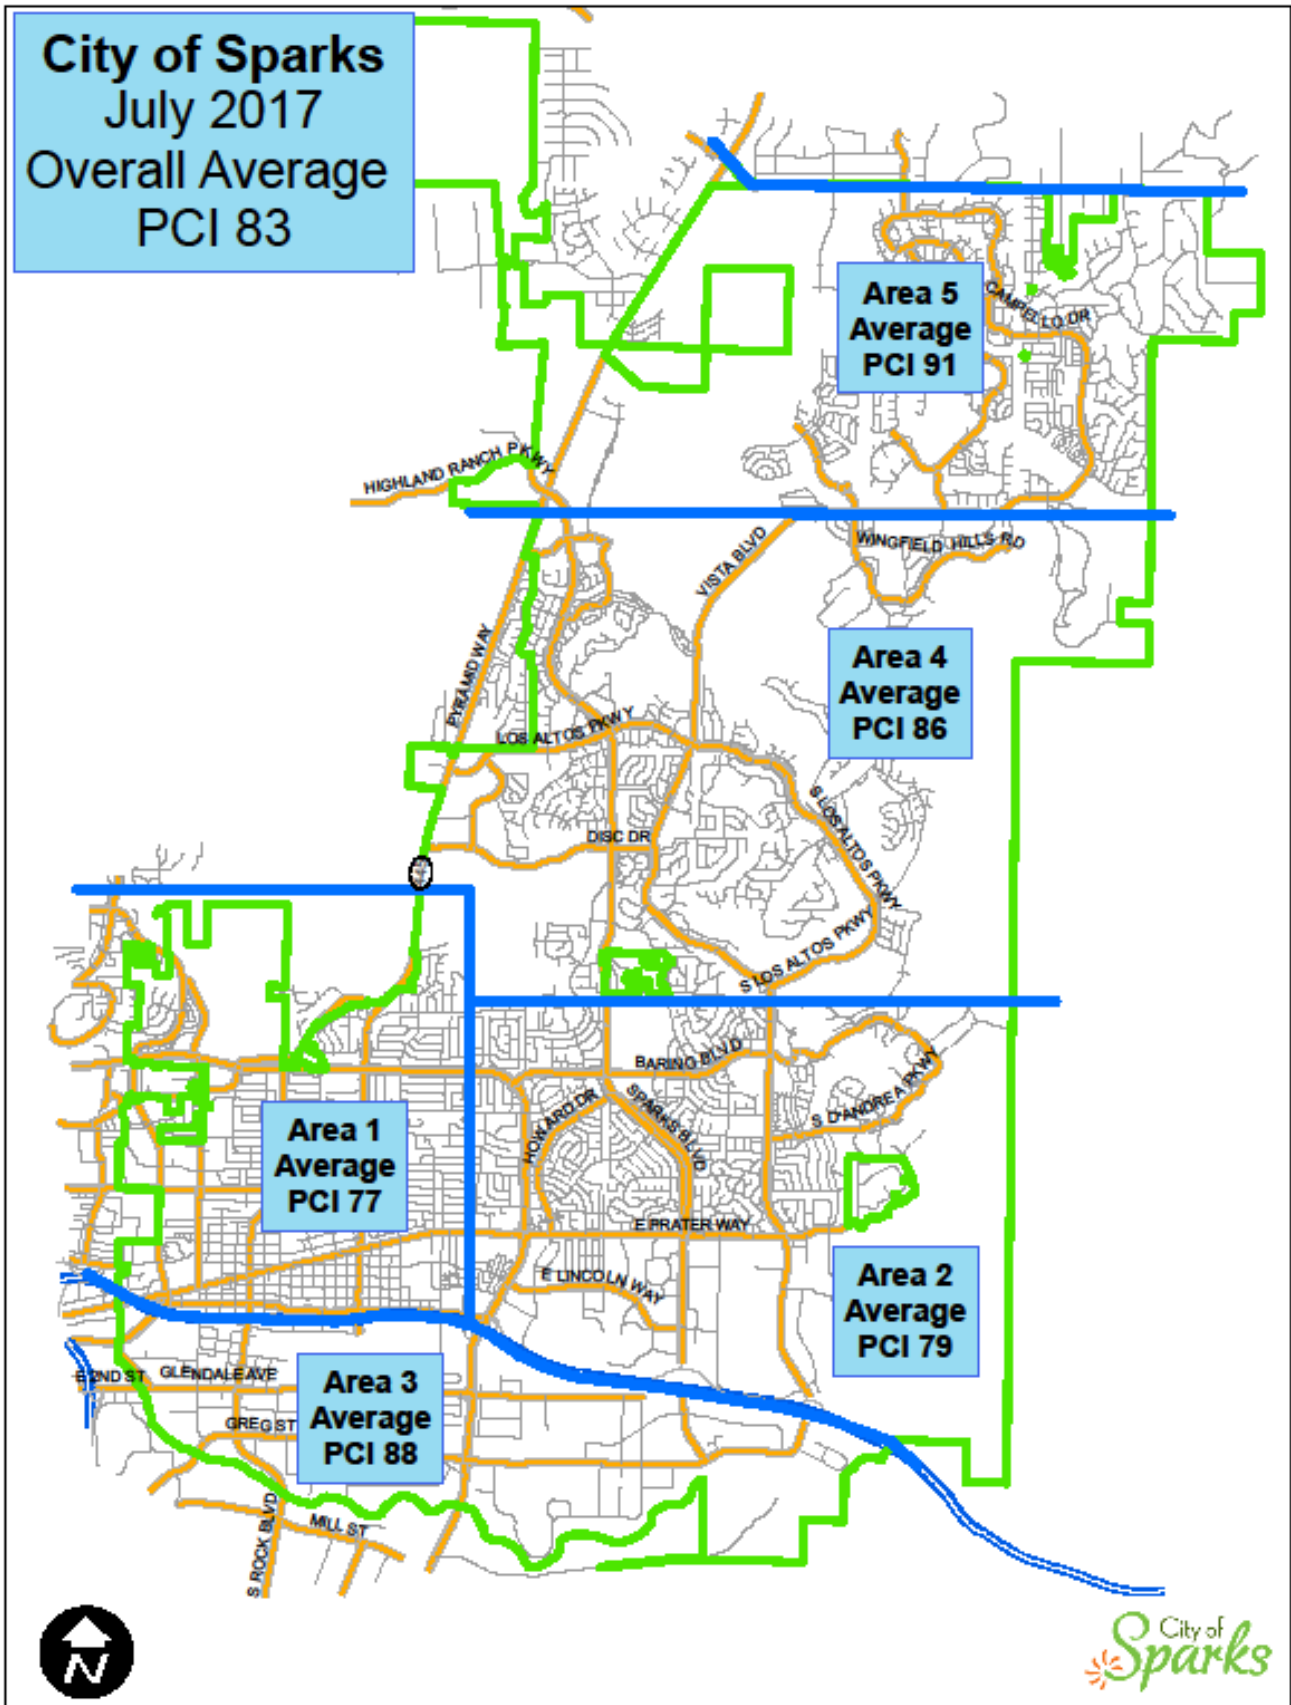 City of Sparks
July 2017
Overall Average
PCI 83
Area 5
Average
PCI 91
CAMPELLO DR
HIGHLAND RANCH PKWY
VISTA BLVD
WINGFIELD HILLS RD
PYRAMID WAY
Area 4
Average
PCI 86
LOS ALTOS PKWY
S LOS ALTOS PKWY
DISC DR
S LOS ALTOS PKWY
BARING BLVD
S D'ANDREA PKWY
HOWARD DR
SPARKS BLVD
Area 1
Average
PCI 77
E PRATER WAY
E LINCOLN WAY
Area 2
Average
PCI 79
E 2ND ST
GLENDALE AVE
Area 3
Average
PCI 88
GREG ST
S ROCK BLVD
MILL ST
N
City of
Sparks